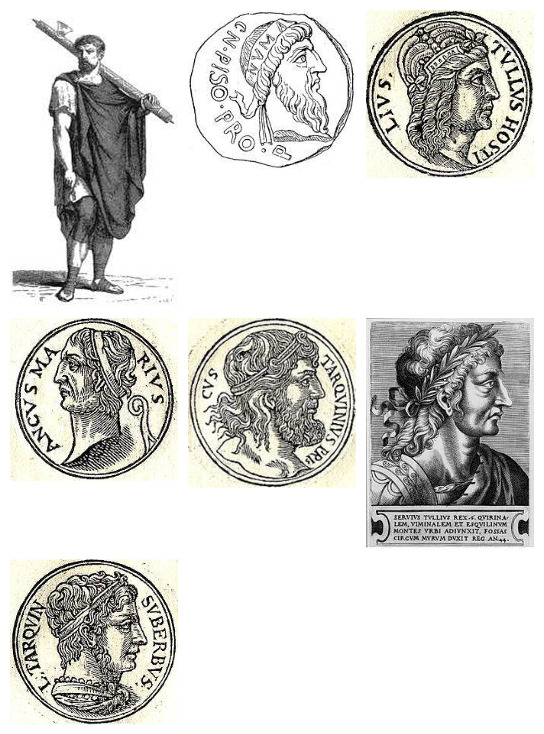 CN·PISO·PRO·P
NVMA
TVLLVS HOSTI
LIVS,
ANCVS MA
RIVS
TARQVINIVS PRI
CVS
SERVIVS TVLLIVS REX·6· QVIRINA-
LEM, VIMINALEM ET ESQVILINVM
MONTES VRBI ADIVNXIT, FOSSAS
CIRCVM MVRVM DVXIT REG AN·44·
L·TARQVIN
SVBERBVS·